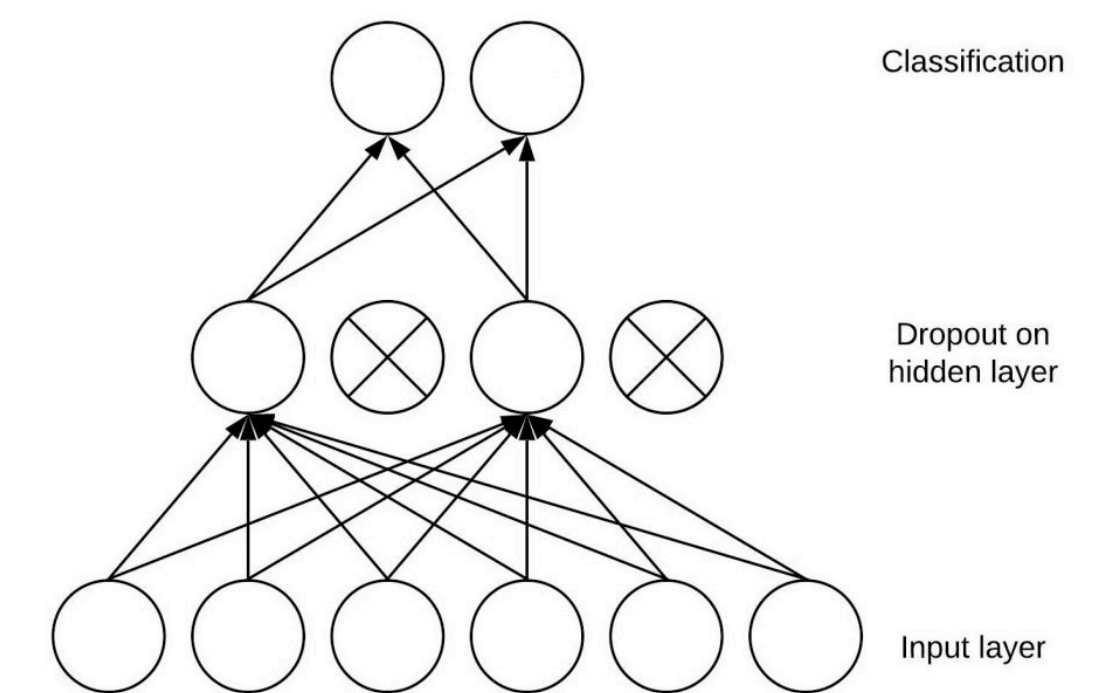 Classification
Dropout on
hidden layer
Input layer